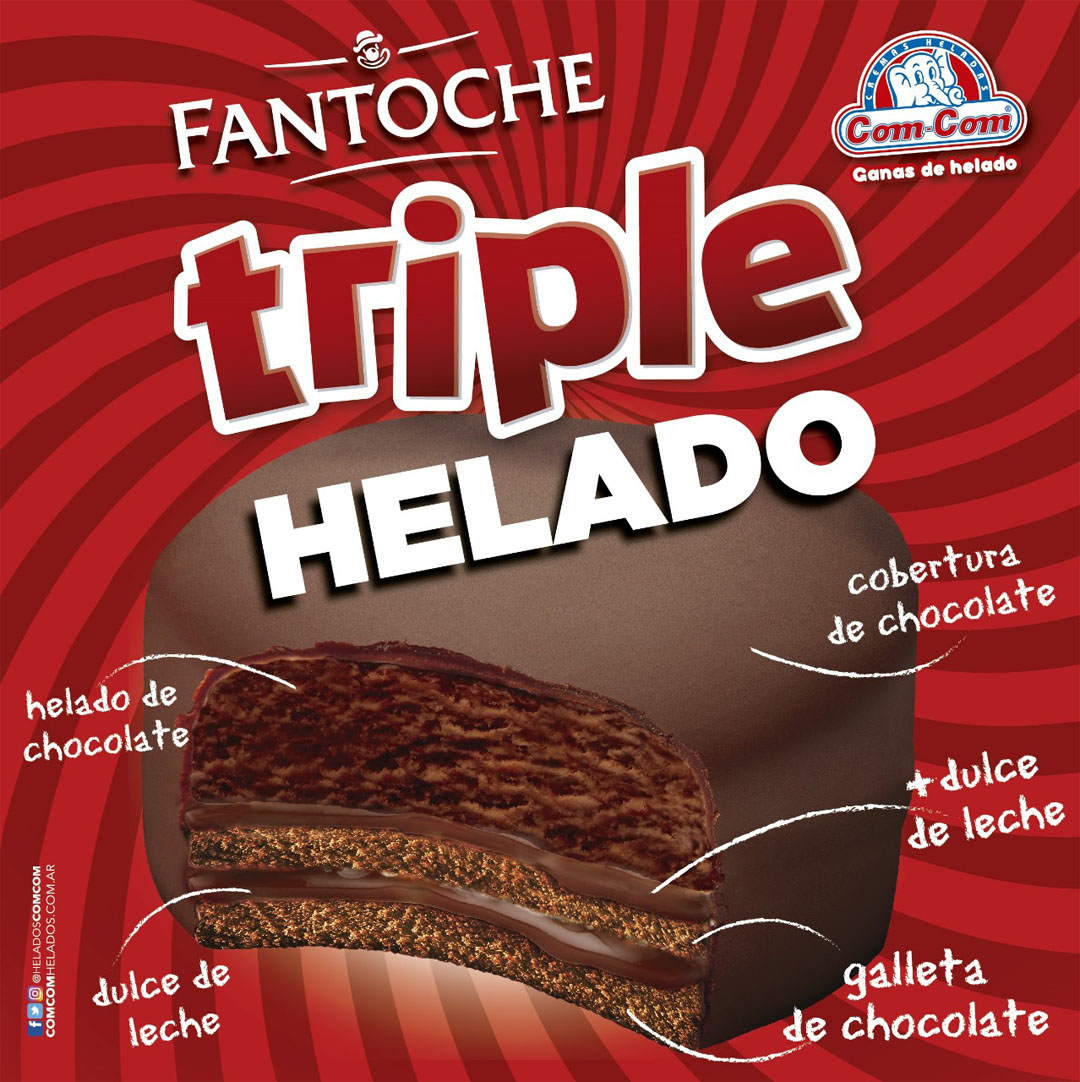 FANTOCHE
CREMAS HELADAS
Com-Com®
Ganas de helado
triple
HELADO
cobertura
de chocolate
helado de
chocolate
+ dulce
de leche
dulce de
leche
galleta
de chocolate
@HELADOSCOMCOM
COMCOMHELADOS.COM.AR